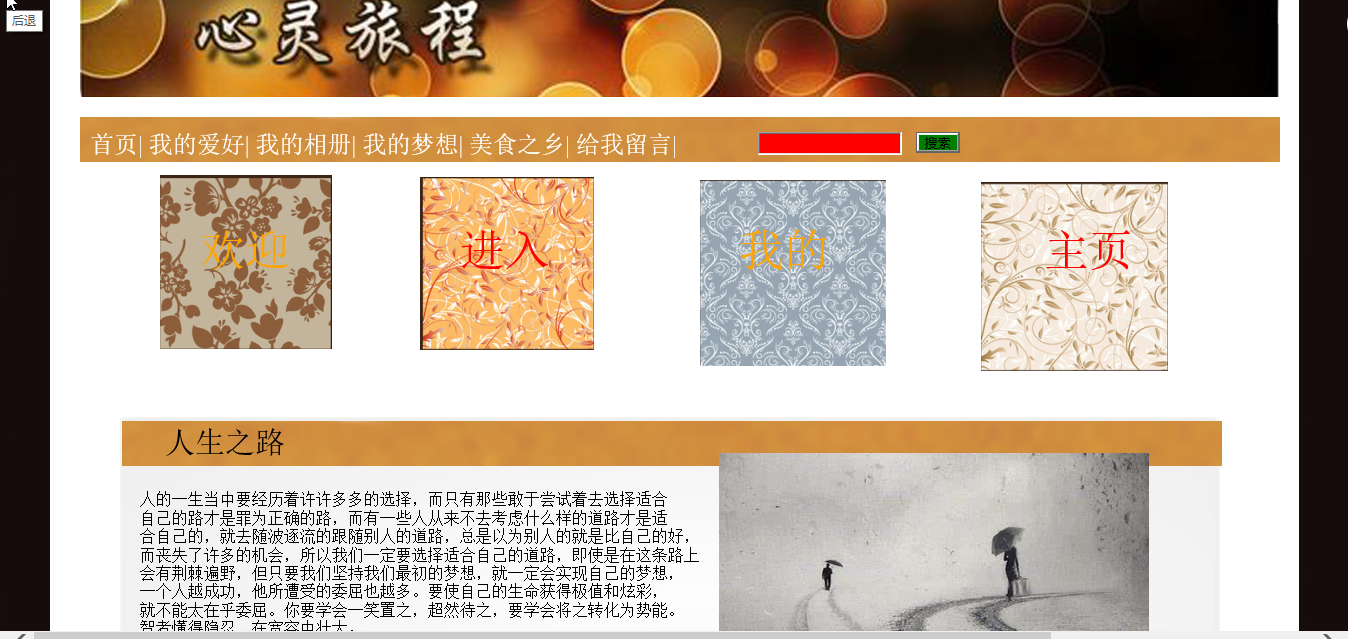 后退
心灵旅程
首页| 我的爱好| 我的相册| 我的梦想| 美食之乡| 给我留言|
搜索
欢迎
进入
我的
主页
人生之路
人的一生当中要经历着许许多多的选择，而只有那些敢于尝试着去选择适合
自己的路才是罪为正确的路，而有一些人从来不去考虑什么样的道路才是适
合自己的，就去随波逐流的跟随别人的道路，总是以为别人的就是比自己的好，
而丧失了许多的机会，所以我们一定要选择适合自己的道路，即使是在这条路上
会有荆棘遍野，但只要我们坚持我们最初的梦想，就一定会实现自己的梦想，
一个人越成功，他所遭受的委屈也越多。要使自己的生命获得极值和炫彩，
就不能太在乎委屈。你要学会一笑置之，超然待之，要学会将之转化为势能。
智者懂得隐忍，在宽容中壮大。